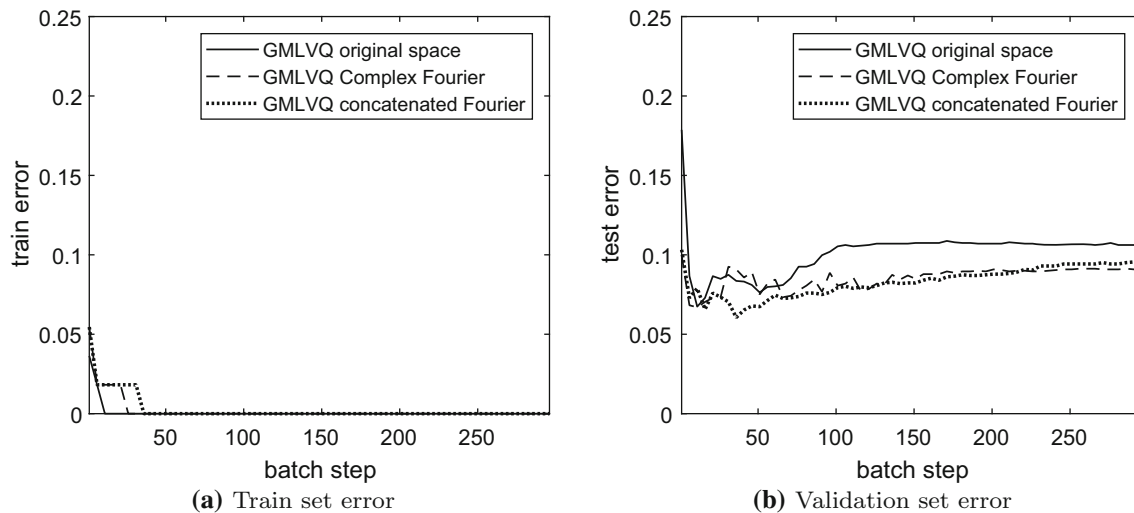 0.25
0.2
0.15
0.1
0.05
0
train error
GMLVQ original space
GMLVQ Complex Fourier
GMLVQ concatenated Fourier
50 100 150 200 250
batch step
(a) Train set error
0.25
0.2
0.15
0.1
0.05
0
test error
GMLVQ original space
GMLVQ Complex Fourier
GMLVQ concatenated Fourier
50 100 150 200 250
batch step
(b) Validation set error